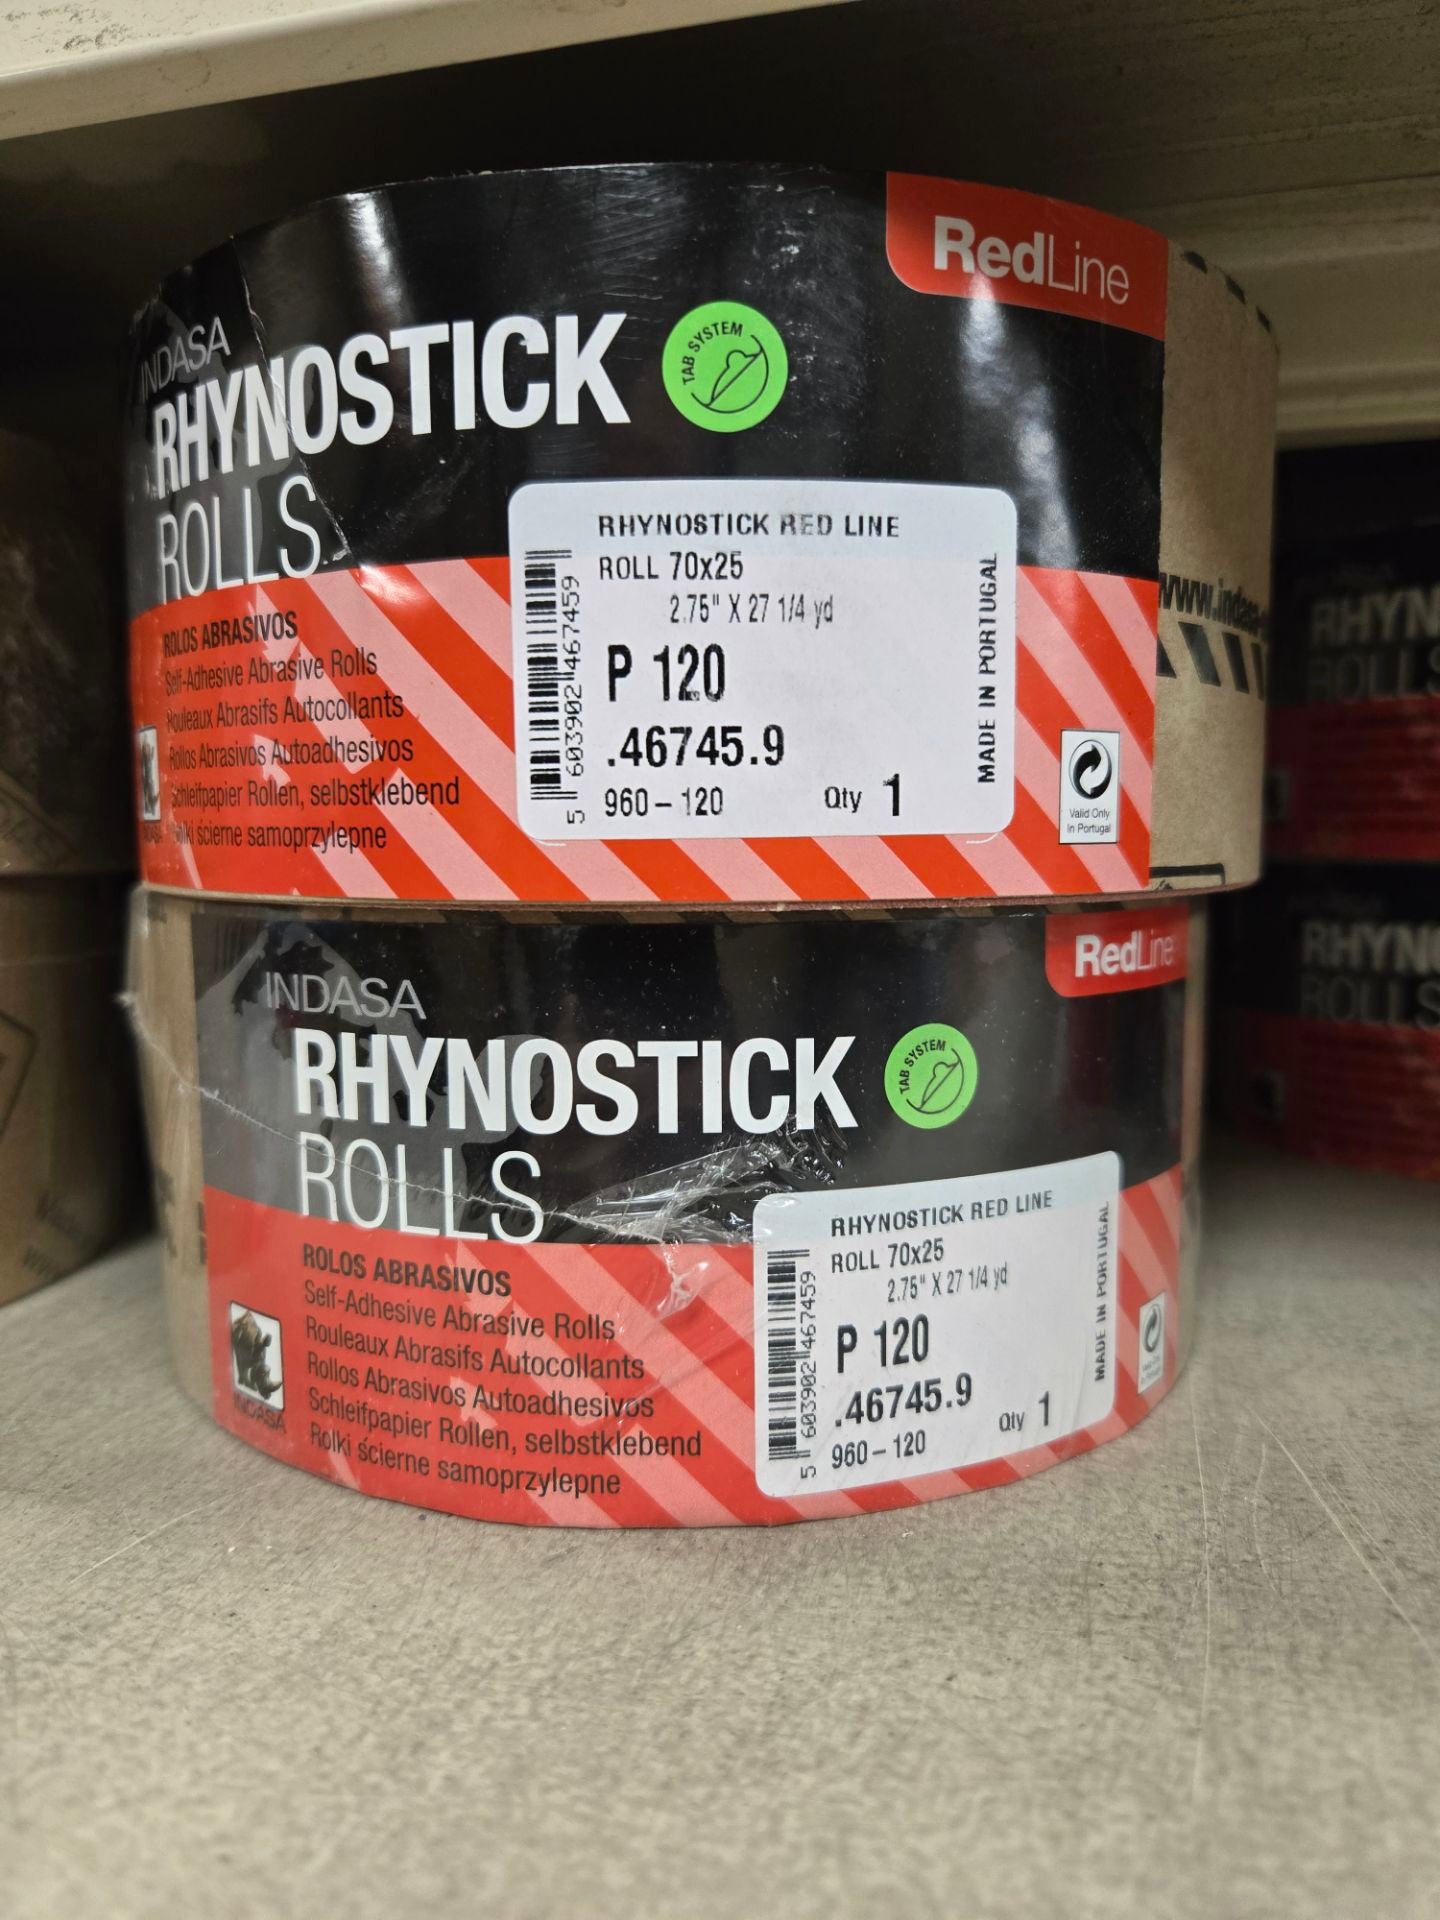 RedLine
INDASA
RHYNOSTICK
ROLLS
TAB SYSTEM
RHYNOSTICK RED LINE
ROLL 70x25
2.75" X 27 1/4 yd
P 120
.46745.9
960-120 Qty 1
5 603902 467459
MADE IN PORTUGAL
ROLOS ABRASIVOS
Self-Adhesive Abrasive Rolls
Rouleaux Abrasifs Autocollants
Rollos Abrasivos Autoadhesivos
Schleifpapier Rollen, selbstklebend
Rolki ścierne samoprzylepne
Valid Only
In Portugal
www.indasa
RedLine
INDASA
RHYNOSTICK
ROLLS
TAB SYSTEM
RHYNOSTICK RED LINE
ROLL 70x25
2.75" X 27 1/4 yd
P 120
.46745.9
960-120 Qty 1
5 603902 467459
MADE IN PORTUGAL
ROLOS ABRASIVOS
Self-Adhesive Abrasive Rolls
Rouleaux Abrasifs Autocollants
Rollos Abrasivos Autoadhesivos
Schleifpapier Rollen, selbstklebend
Rolki ścierne samoprzylepne
INDASA
RHYN
ROLLS
RHYN
ROLLS